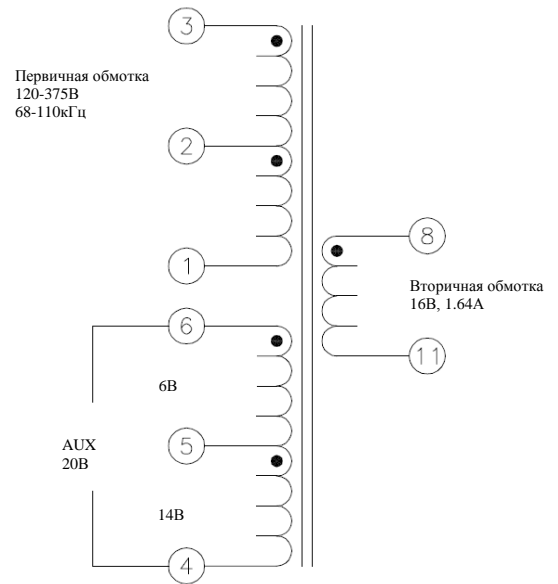 3
Первичная обмотка
120-375В
68-110кГц
2
1
8
Вторичная обмотка
16В, 1.64А
11
6
6В
AUX
20В
5
14В
4